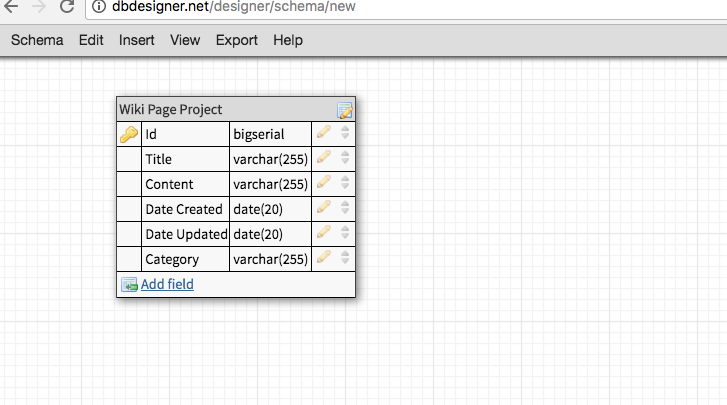 dbdesigner.net/designer/schema/new
Schema Edit Insert View Export Help
Wiki Page Project
Id bigserial
Title varchar(255)
Content varchar(255)
Date Created date(20)
Date Updated date(20)
Category varchar(255)
Add field